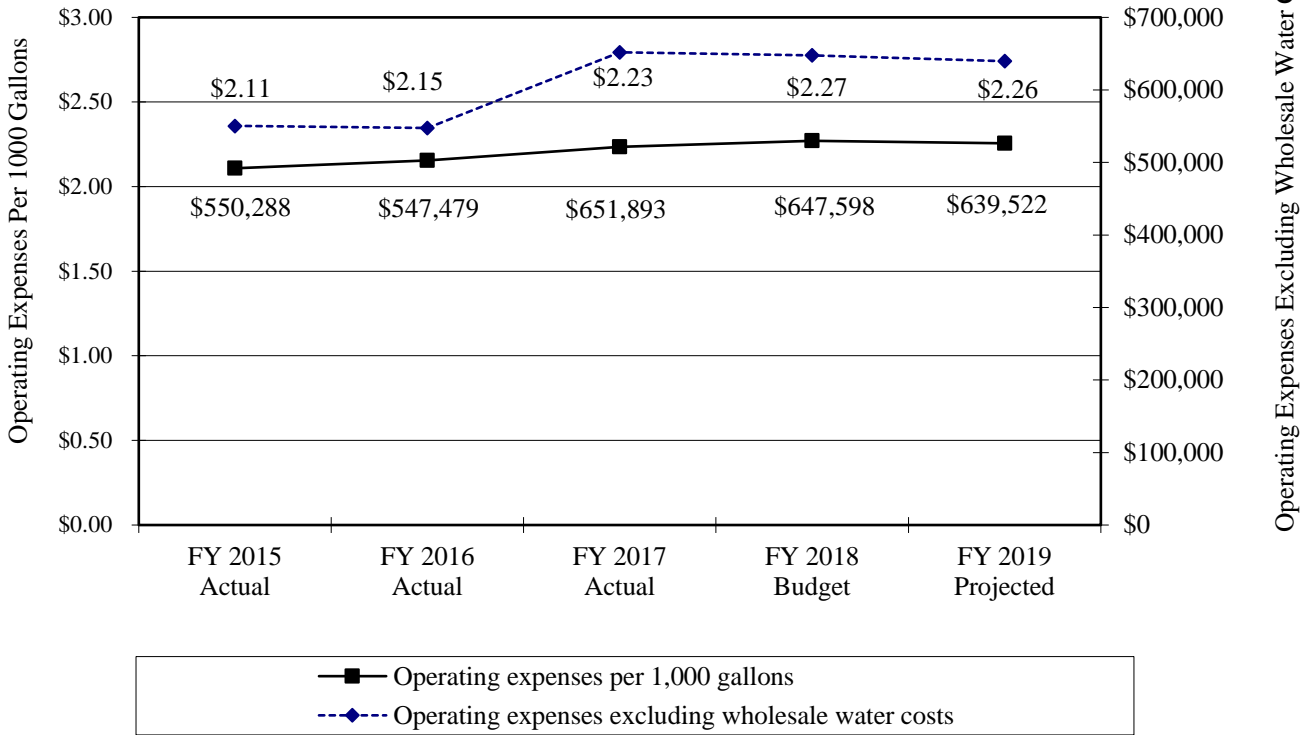 Operating Expenses Per 1000 Gallons
$3.00
$2.50
$2.00
$1.50
$1.00
$0.50
$0.00
$2.11 $2.15 $2.23 $2.27 $2.26
$550,288 $547,479 $651,893 $647,598 $639,522
$700,000
$600,000
$500,000
$400,000
$300,000
$200,000
$100,000
$0
Operating Expenses Excluding Wholesale Water
FY 2015 FY 2016 FY 2017 FY 2018 FY 2019
Actual Actual Actual Budget Projected
Operating expenses per 1,000 gallons
Operating expenses excluding wholesale water costs